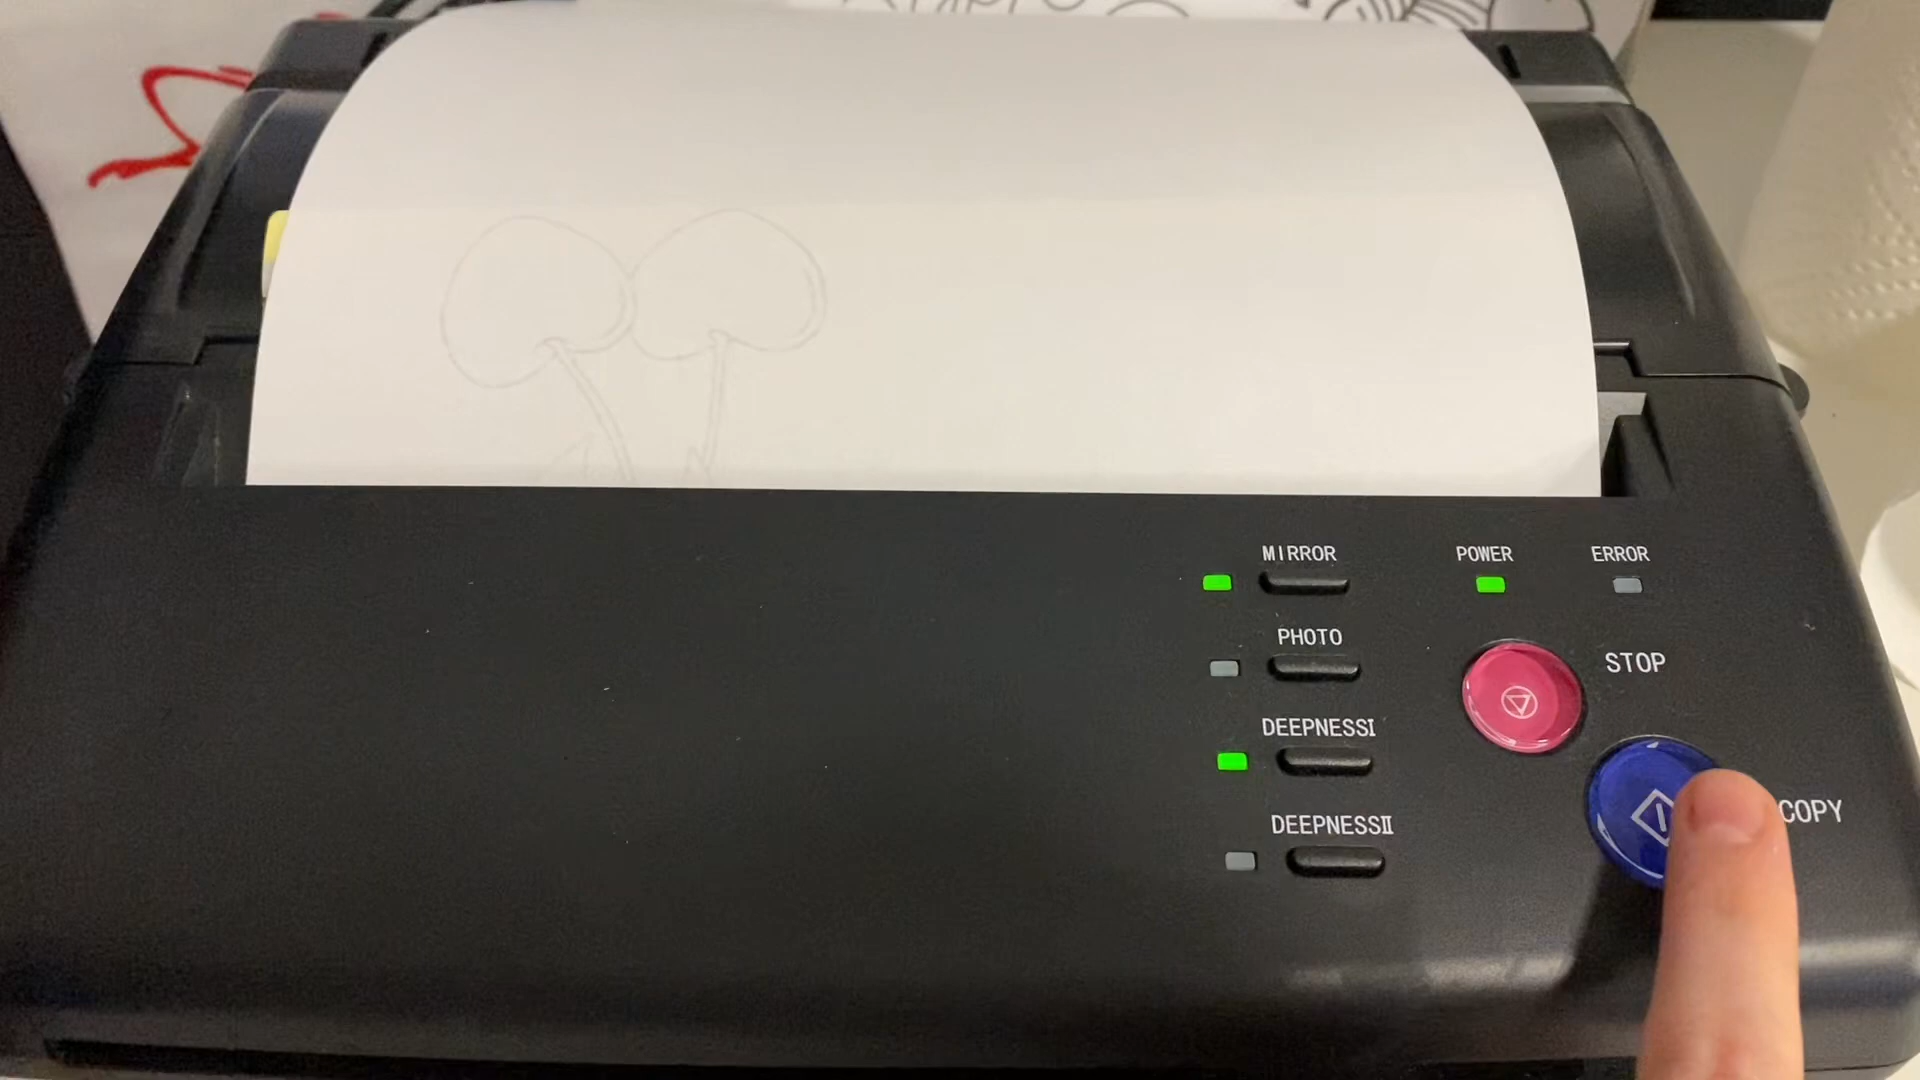 MIRROR
POWER
ERROR
PHOTO
STOP
DEEPNESSⅠ
COPY
DEEPNESSⅡ